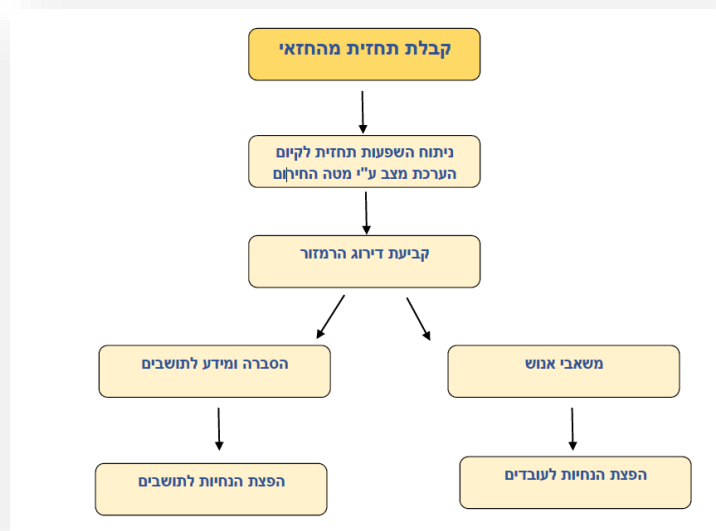 קבלת תחזית מהחזאי
ניתוח השפעות תחזית לקיום
הערכת מצב ע"י מטה החירום
קביעת דירוג הרמזור
משאבי אנוש
הסברה ומידע לתושבים
הפצת הנחיות לעובדים
הפצת הנחיות לתושבים